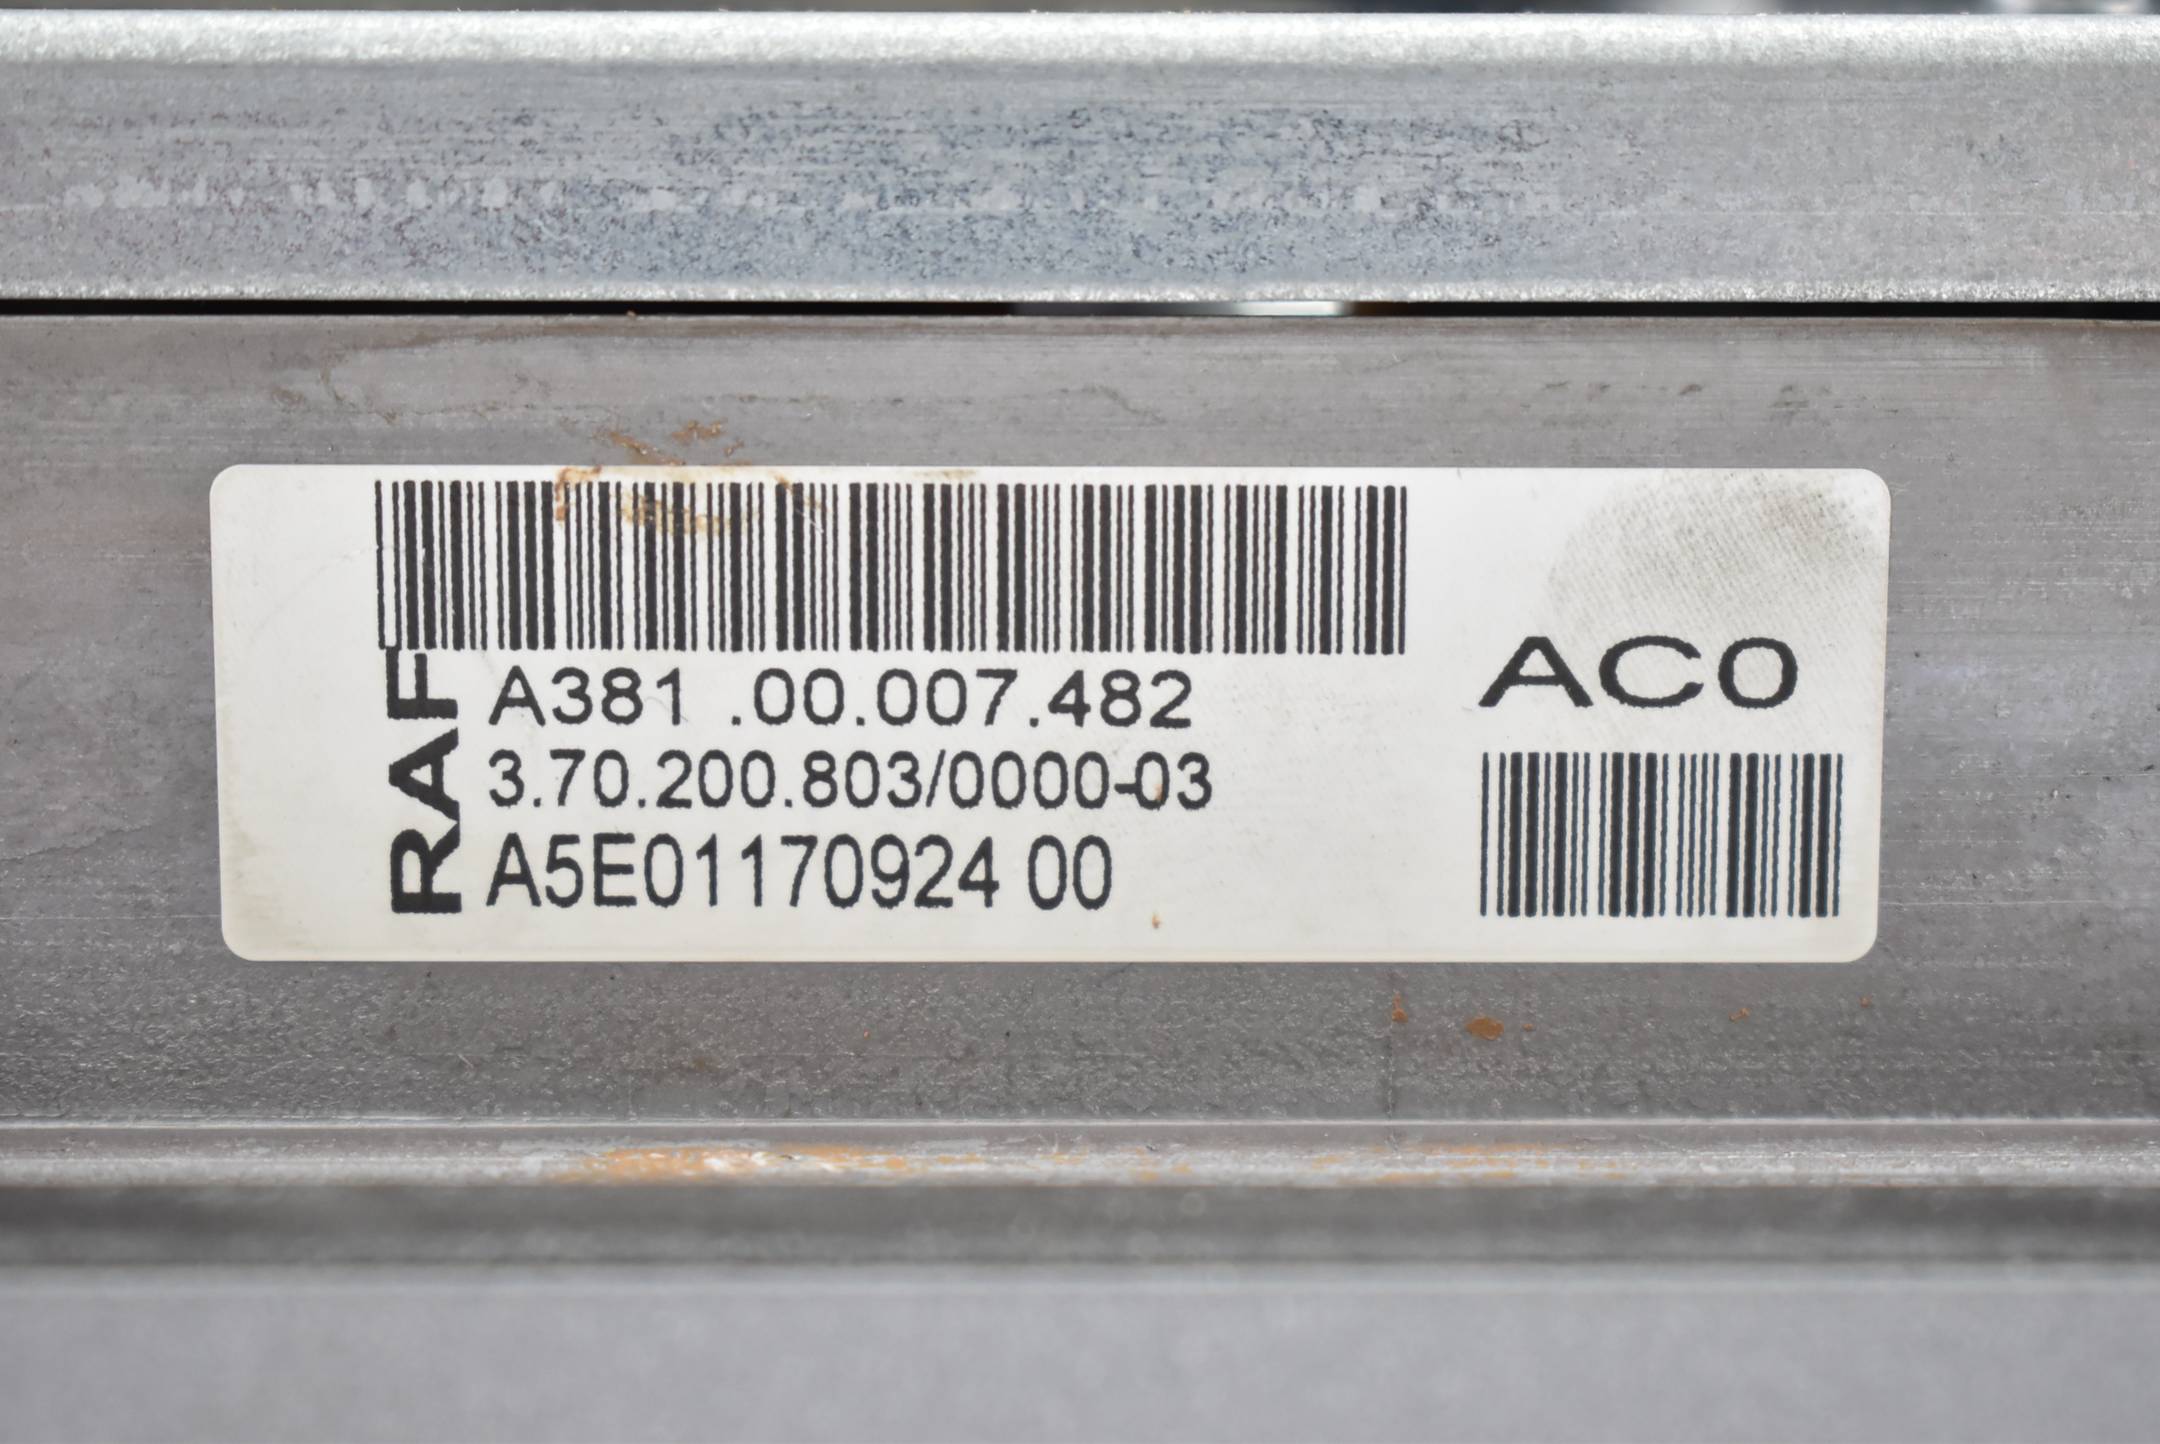 RAF
A381 .00.007.482
3.70.200.803/0000-03
A5E01170924 00
AC0